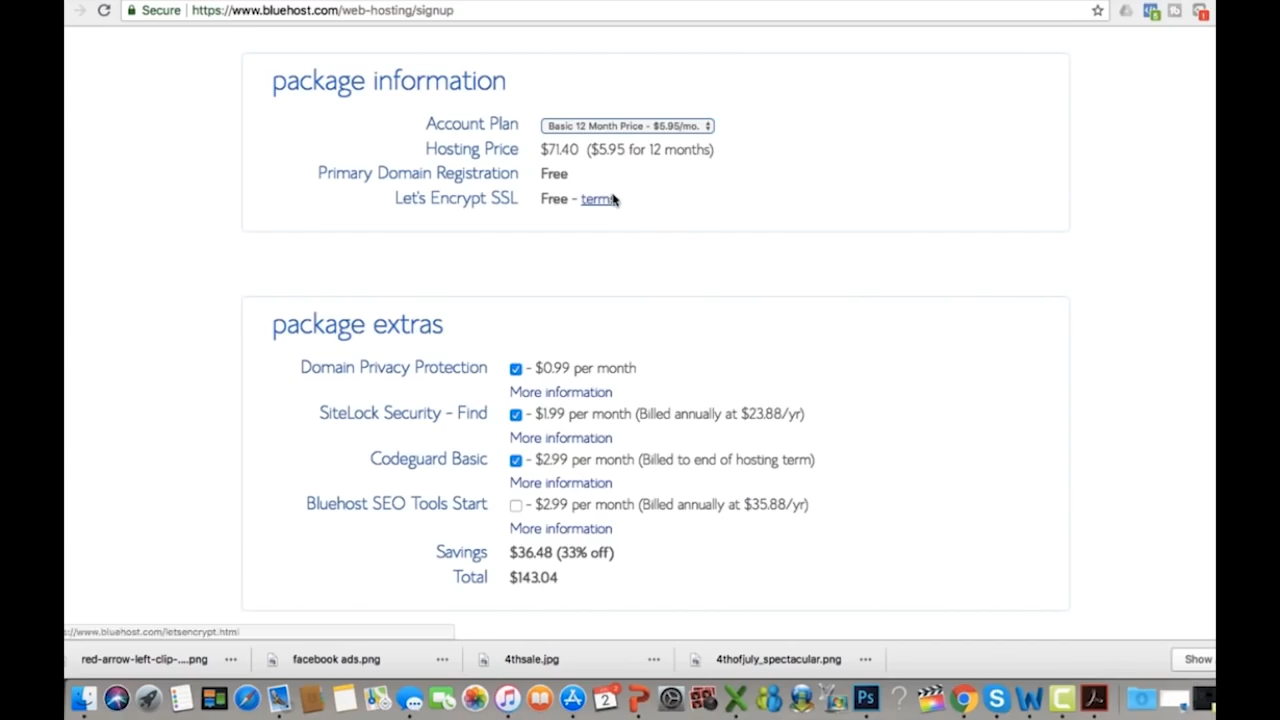 Secure https://www.bluehost.com/web-hosting/signup
package information
Account Plan Basic 12 Month Price - $5.95/mo.
Hosting Price $71.40 ($5.95 for 12 months)
Primary Domain Registration Free
Let's Encrypt SSL Free - terms
package extras
Domain Privacy Protection - $0.99 per month
More information
SiteLock Security - Find - $1.99 per month (Billed annually at $23.88/yr)
More information
Codeguard Basic - $2.99 per month (Billed to end of hosting term)
More information
Bluehost SEO Tools Start - $2.99 per month (Billed annually at $35.88/yr)
More information
Savings $36.48 (33% off)
Total $143.04
s://www.bluehost.com/letsencrypt.html
red-arrow-left-clip-....png facebook ads.png 4thsale.jpg 4thofjuly_spectacular.png Show
2 Ps